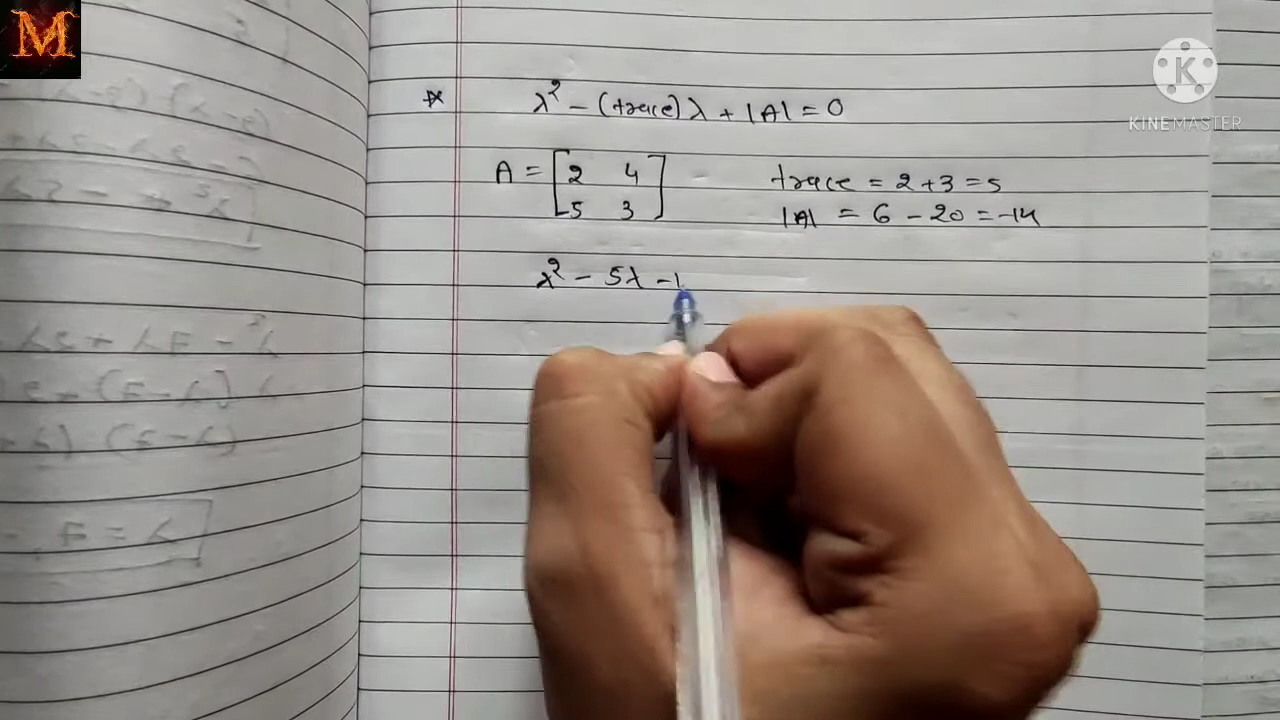 M
KINEMASTER
* λ² - (trace)λ + |A| = 0
A = [2 4
5 3]
trace = 2+3 = 5
|A| = 6 - 20 = -14
λ² - 5λ - 1